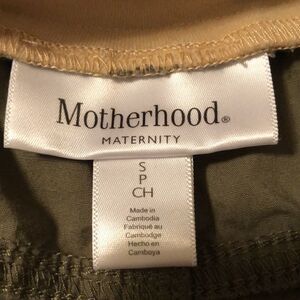 Motherhood®
MATERNITY
S
P
CH
Made in
Cambodia
Fabriqué au
Cambodge
Hecho en
Camboya